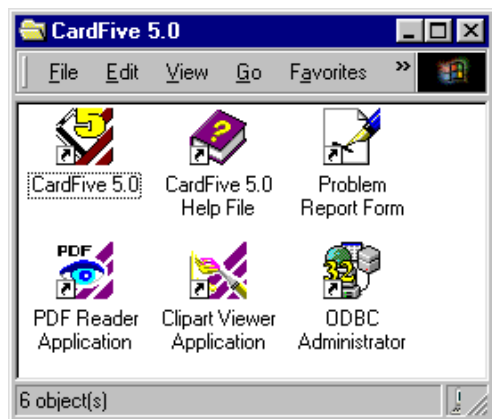 CardFive 5.0
File Edit View Go Favorites »
5
CardFive 5.0 CardFive 5.0 Problem
Help File Report Form
PDF
32
PDF Reader Clipart Viewer ODBC
Application Application Administrator
6 object(s)